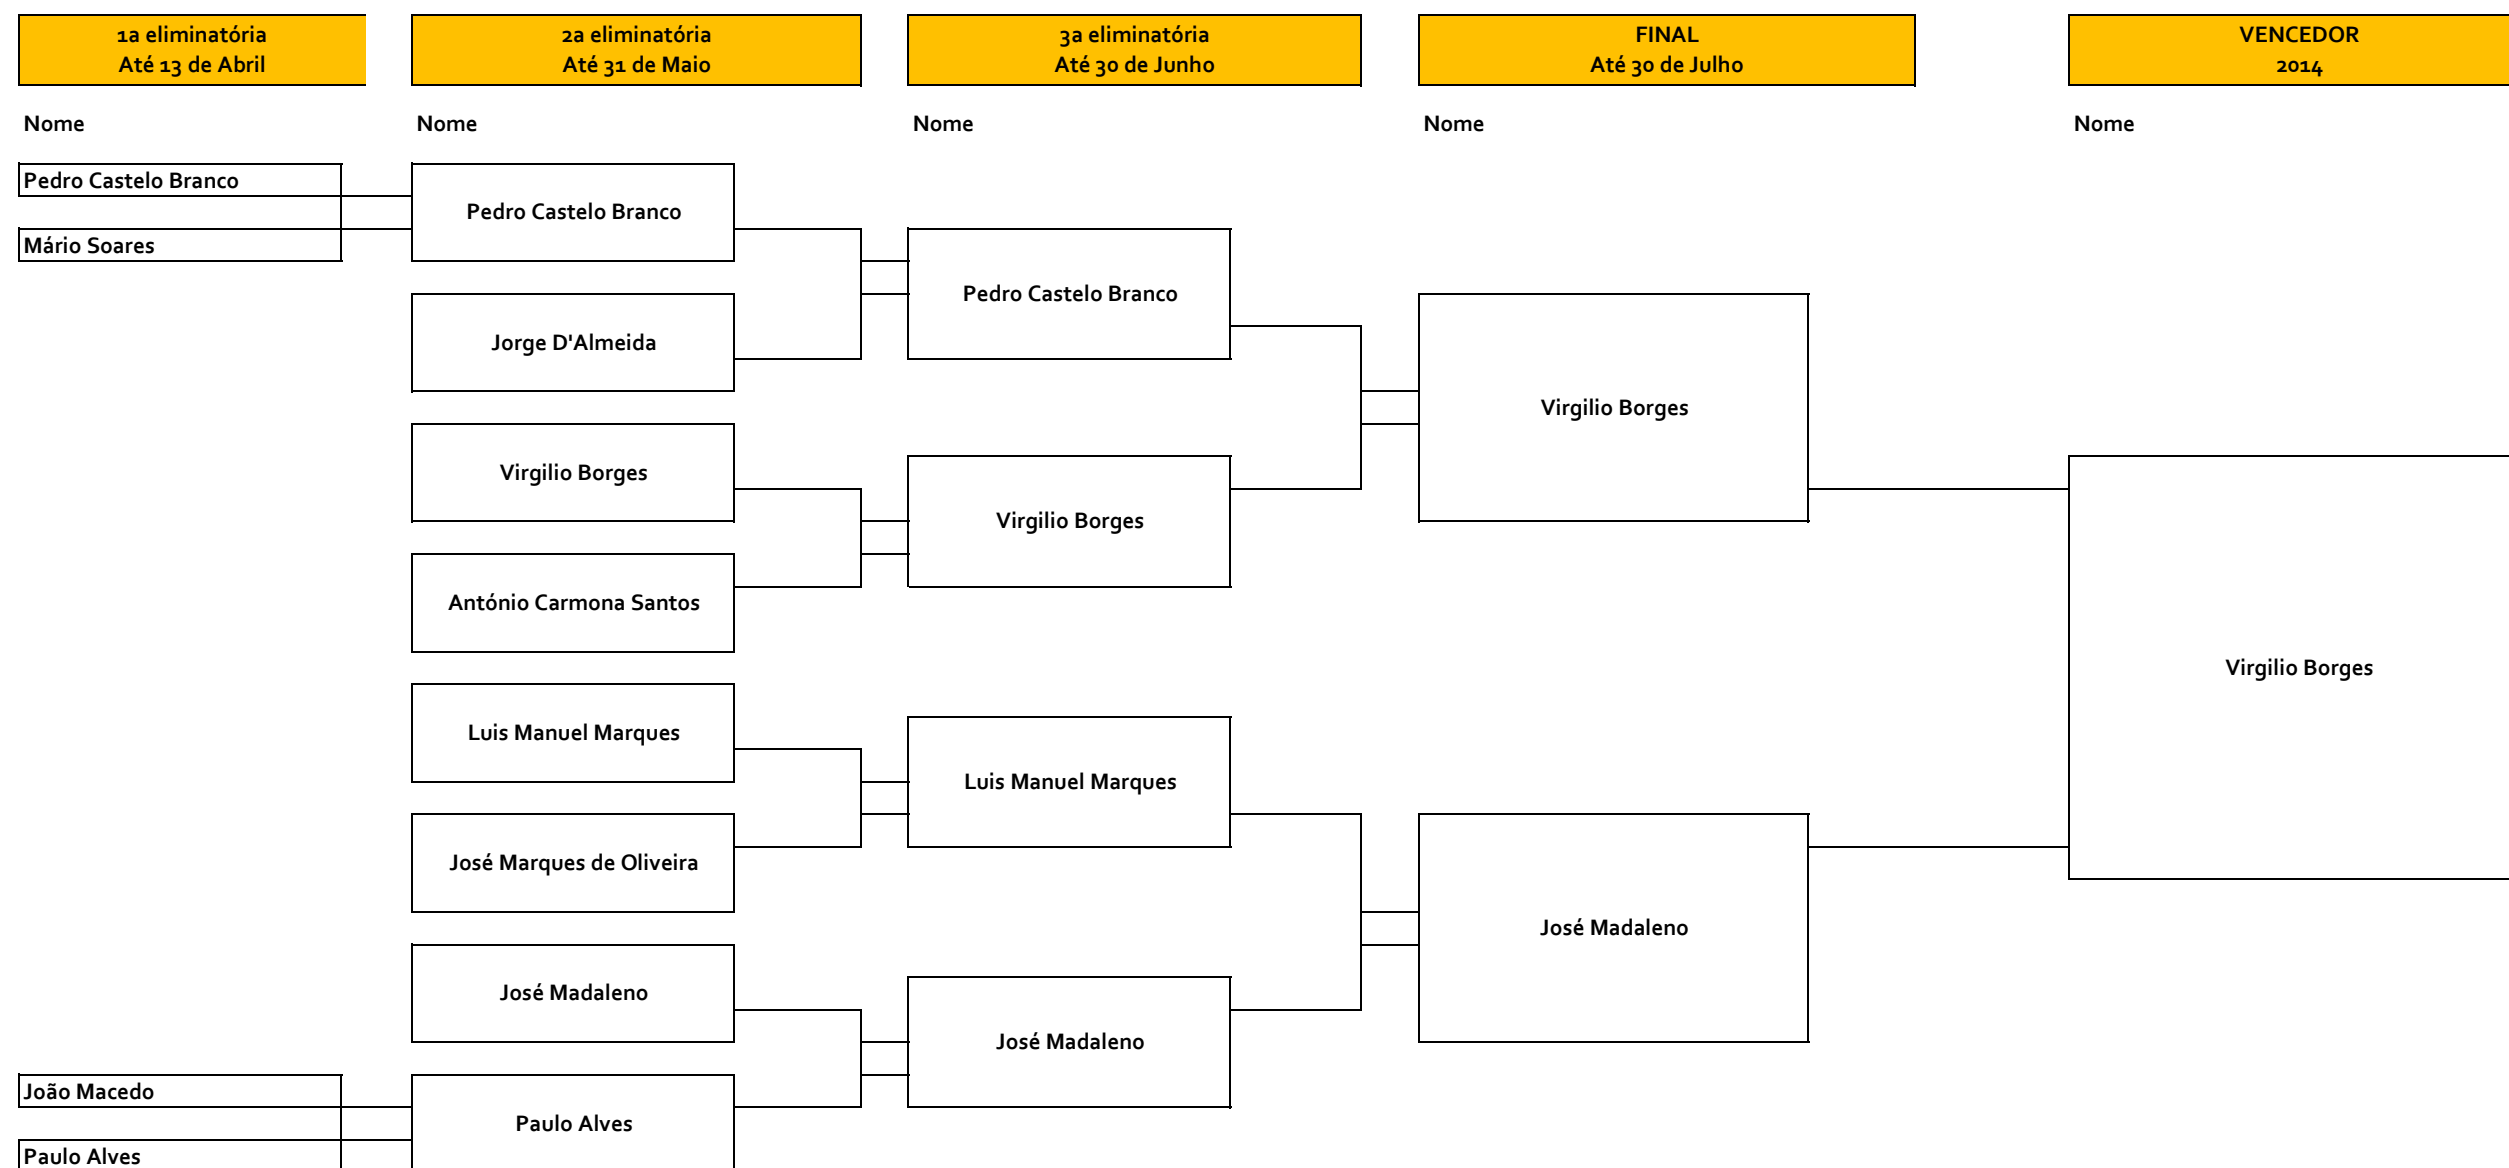 1a eliminatória
Até 13 de Abril
2a eliminatória
Até 31 de Maio
3a eliminatória
Até 30 de Junho
FINAL
Até 30 de Julho
VENCEDOR
2014
Nome
Nome
Nome
Nome
Nome
Pedro Castelo Branco
Mário Soares
João Macedo
Paulo Alves
Pedro Castelo Branco
Jorge D'Almeida
Virgilio Borges
António Carmona Santos
Luis Manuel Marques
José Marques de Oliveira
José Madaleno
Paulo Alves
Pedro Castelo Branco
Virgilio Borges
Luis Manuel Marques
José Madaleno
Virgilio Borges
José Madaleno
Virgilio Borges